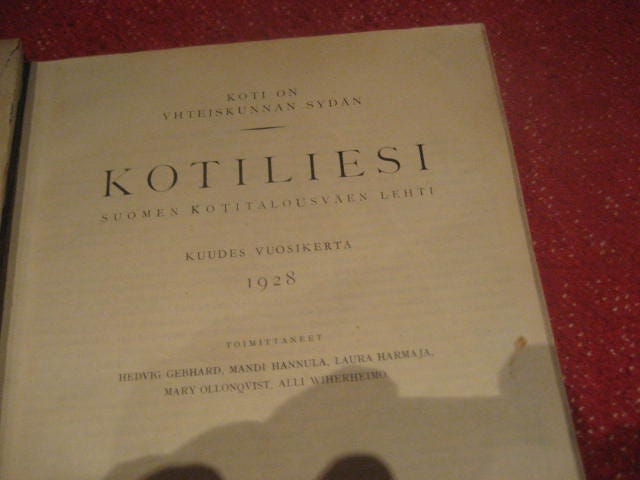 KOTI ON
YHTEISKUNNAN SYDÄN
KOTILIESI
SUOMEN KOTITALOUSVÄEN LEHTI
KUUDES VUOSIKERTA
1928
TOIMITTANEET
HEDVIG GEBHARD, MANDI HANNULA, LAURA HARMAJA,
MARY OLLONQVIST, ALLI WIHERHEIMO